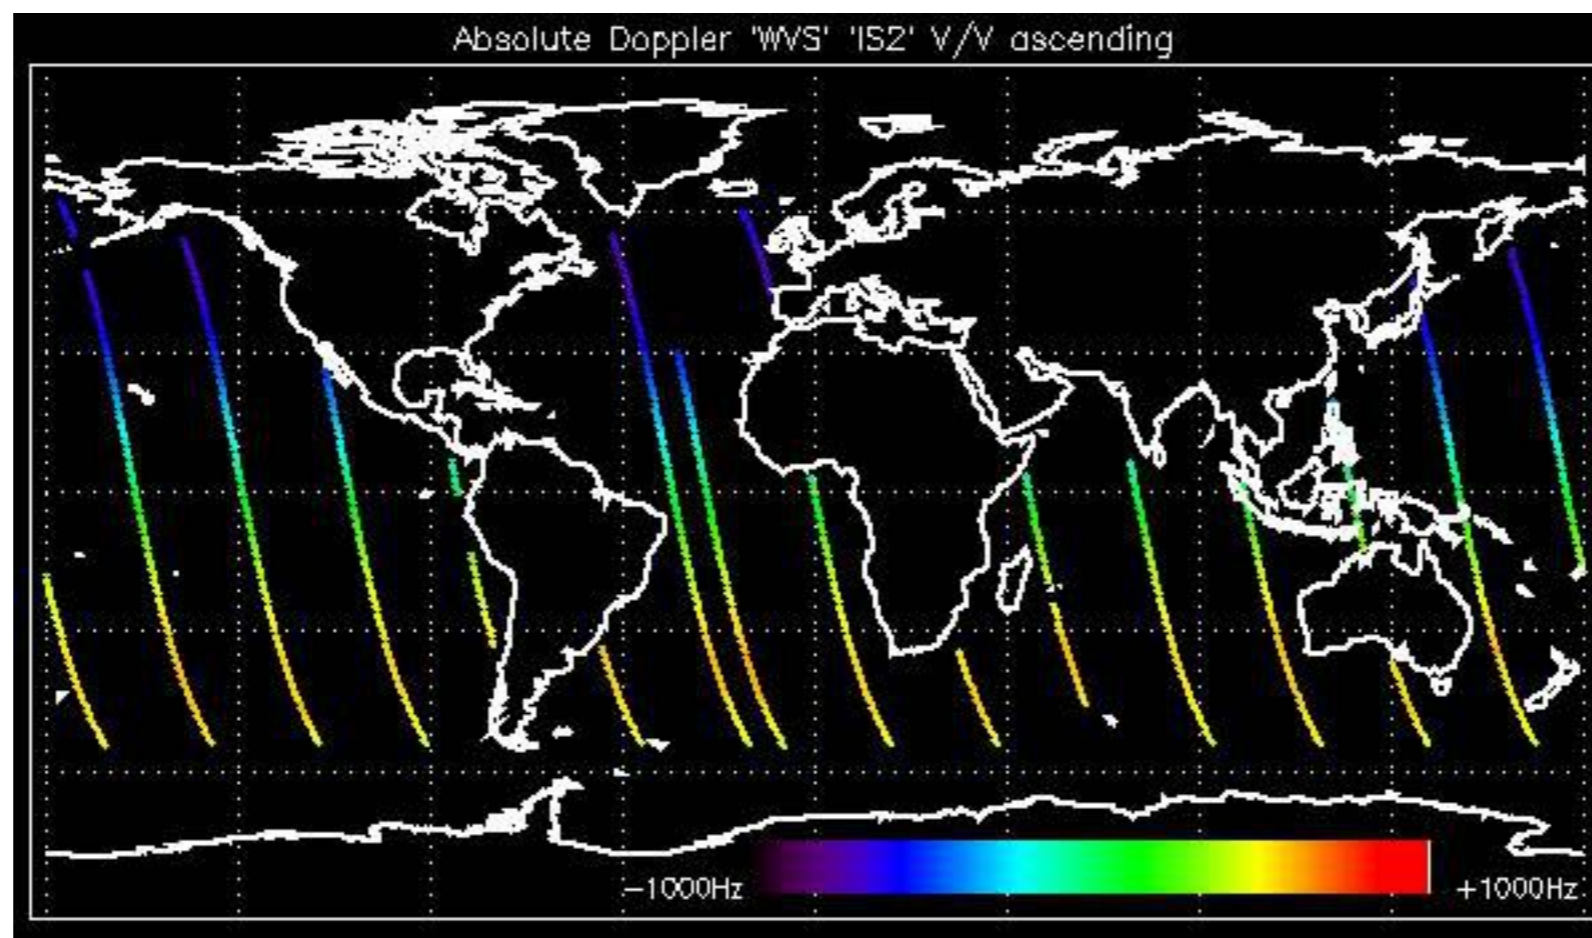 Absolute Doppler 'WVS' 'IS2' V/V ascending
-1000Hz +1000Hz